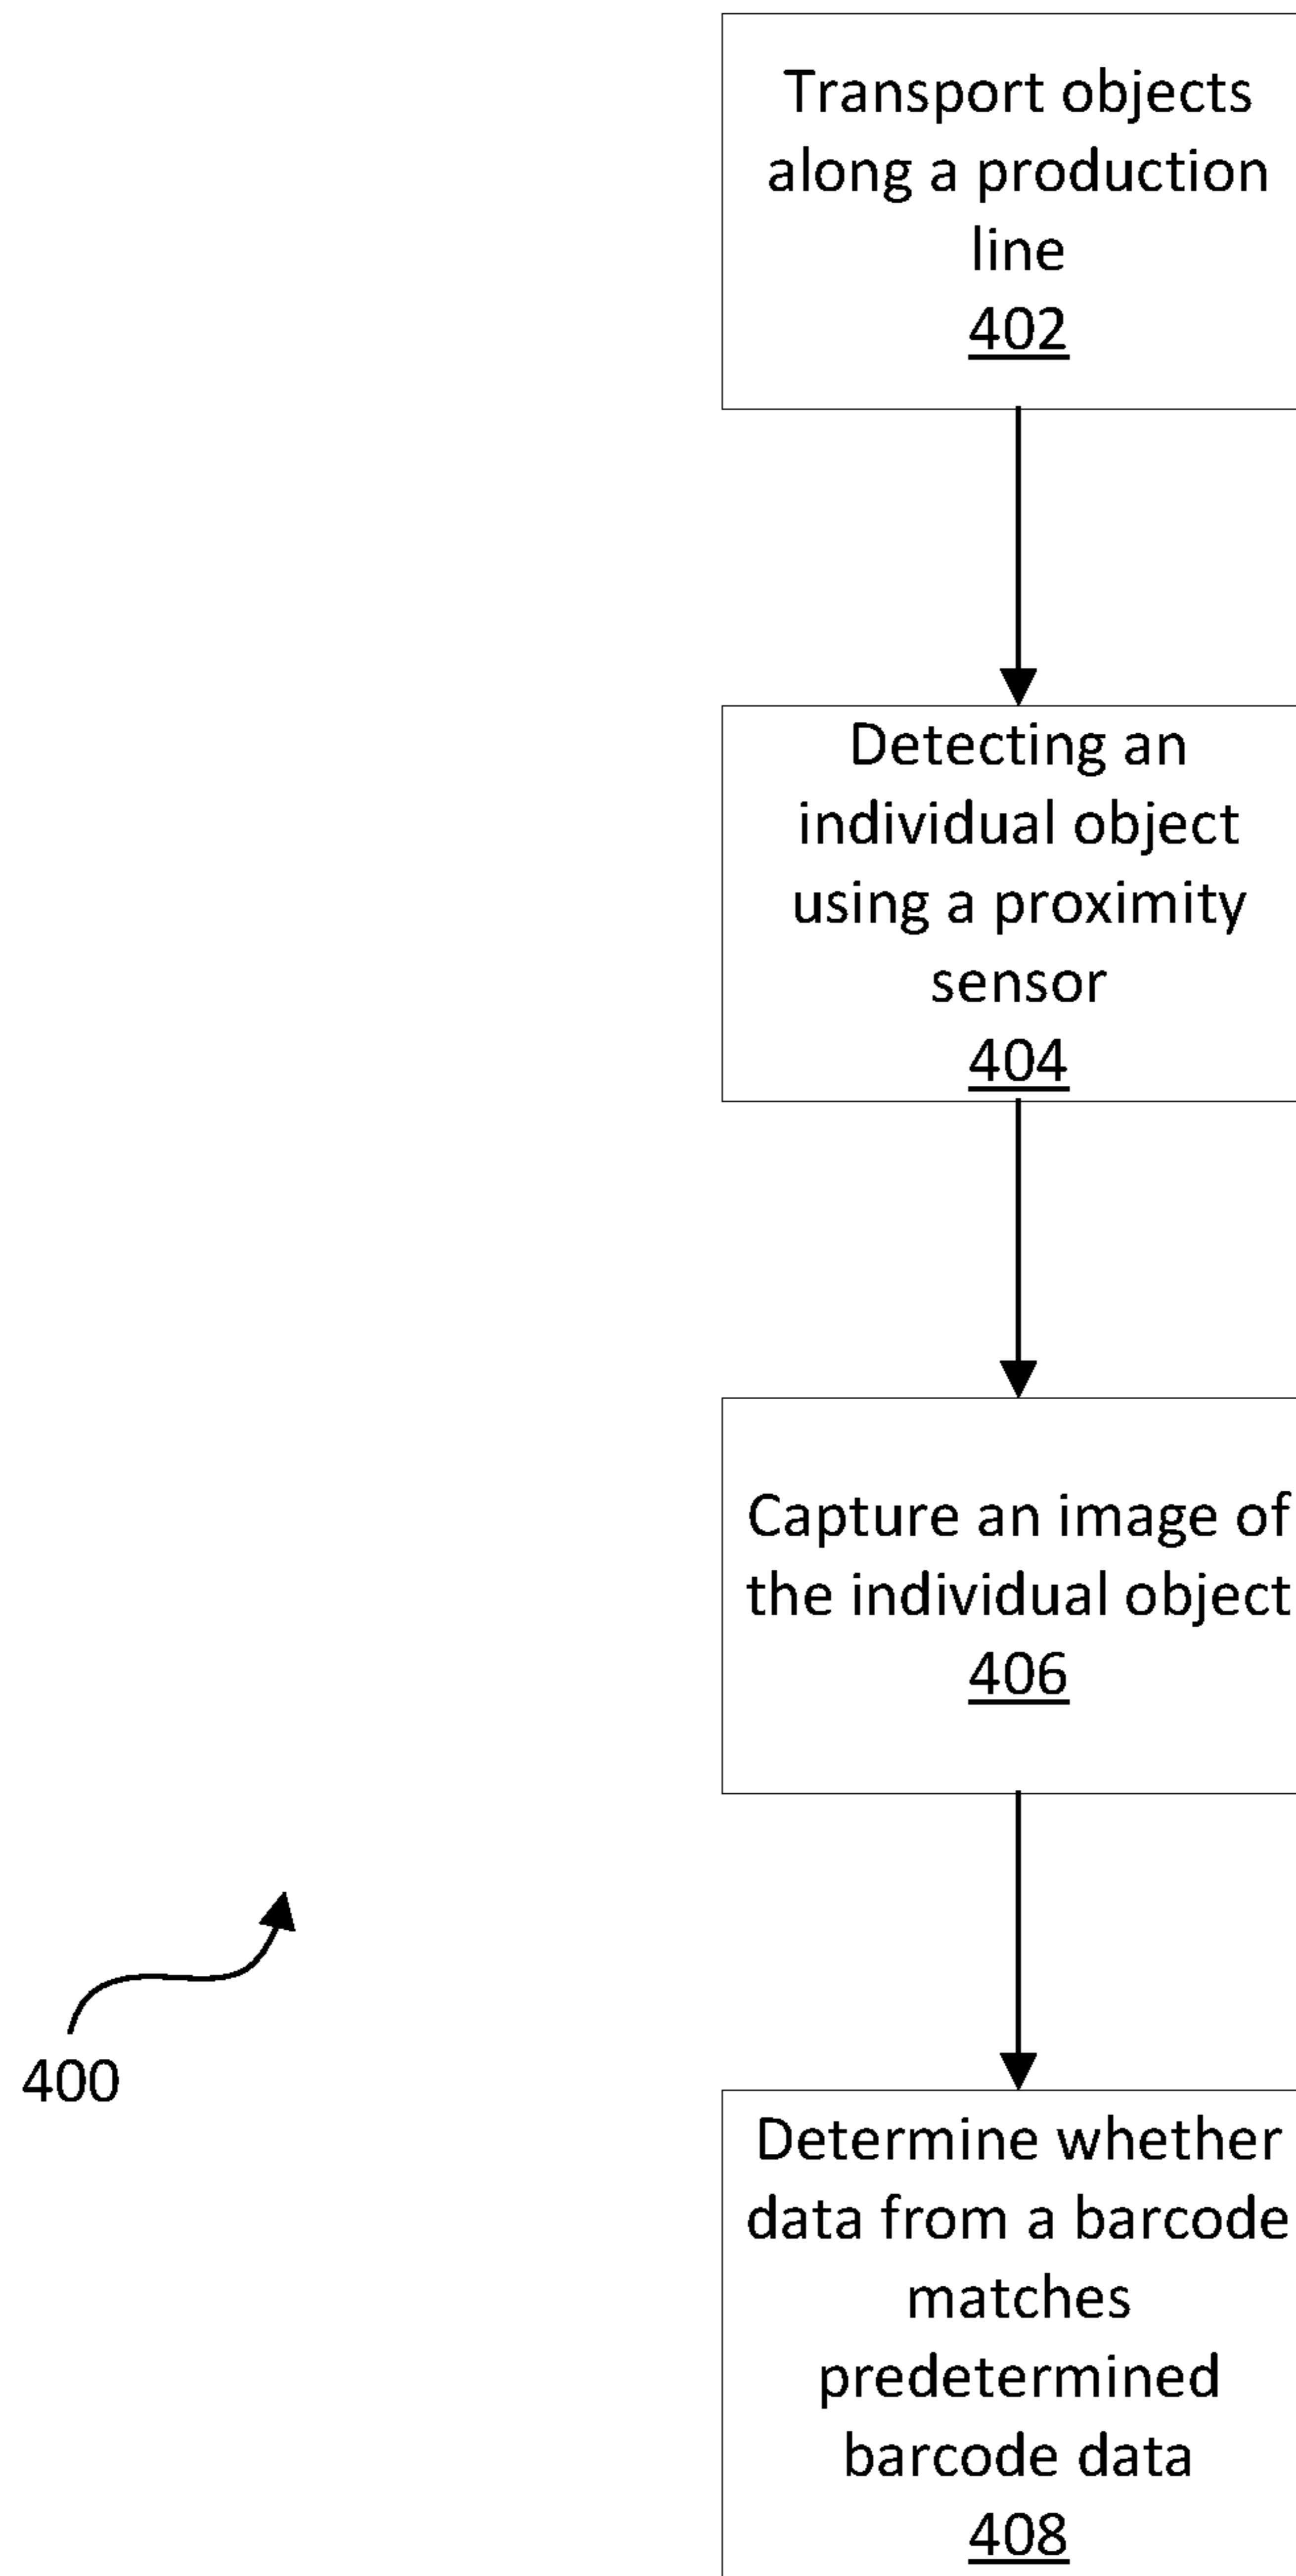 Transport objects
along a production
line
402
Detecting an
individual object
using a proximity
sensor
404
Capture an image of
the individual object
406
400
Determine whether
data from a barcode
matches
predetermined
barcode data
408